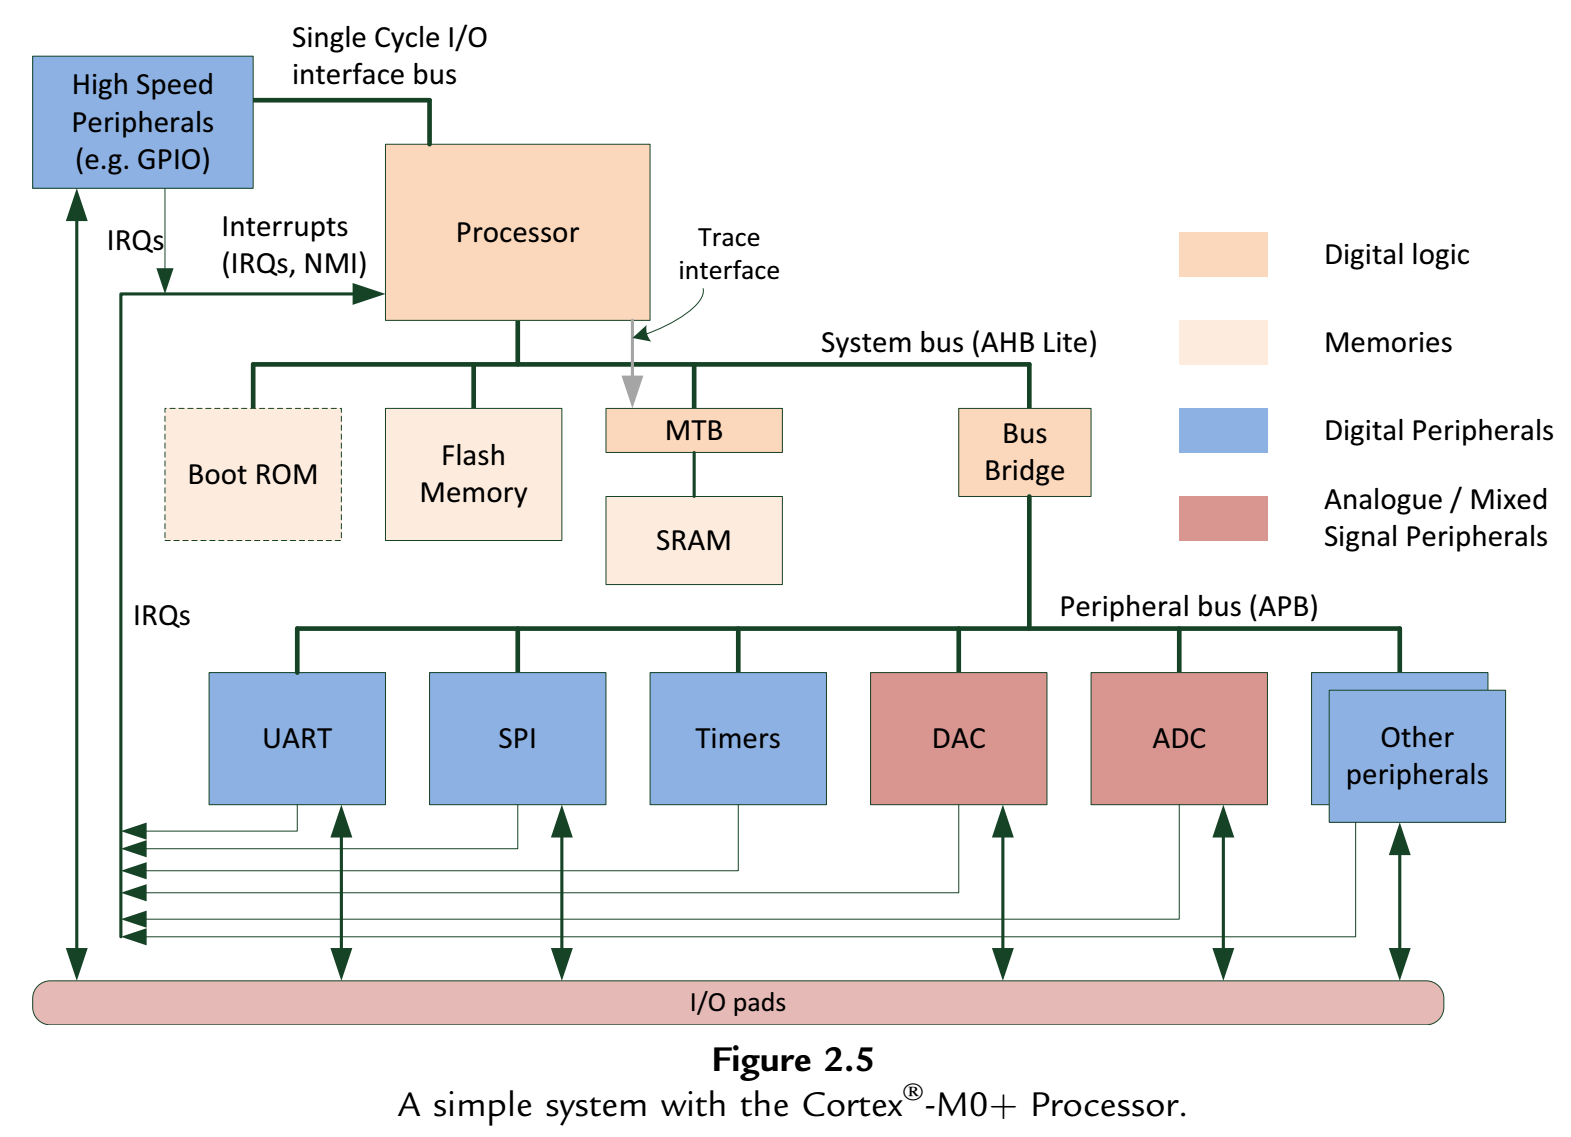 Single Cycle I/O
interface bus
High Speed
Peripherals
(e.g. GPIO)
IRQs
Interrupts
(IRQs, NMI)
Processor
Trace
interface
Digital logic
Memories
Digital Peripherals
Analogue / Mixed
Signal Peripherals
System bus (AHB Lite)
Boot ROM
Flash
Memory
MTB
SRAM
Bus
Bridge
IRQs
Peripheral bus (APB)
UART
SPI
Timers
DAC
ADC
Other
peripherals
I/O pads
Figure 2.5
A simple system with the Cortex®-M0+ Processor.